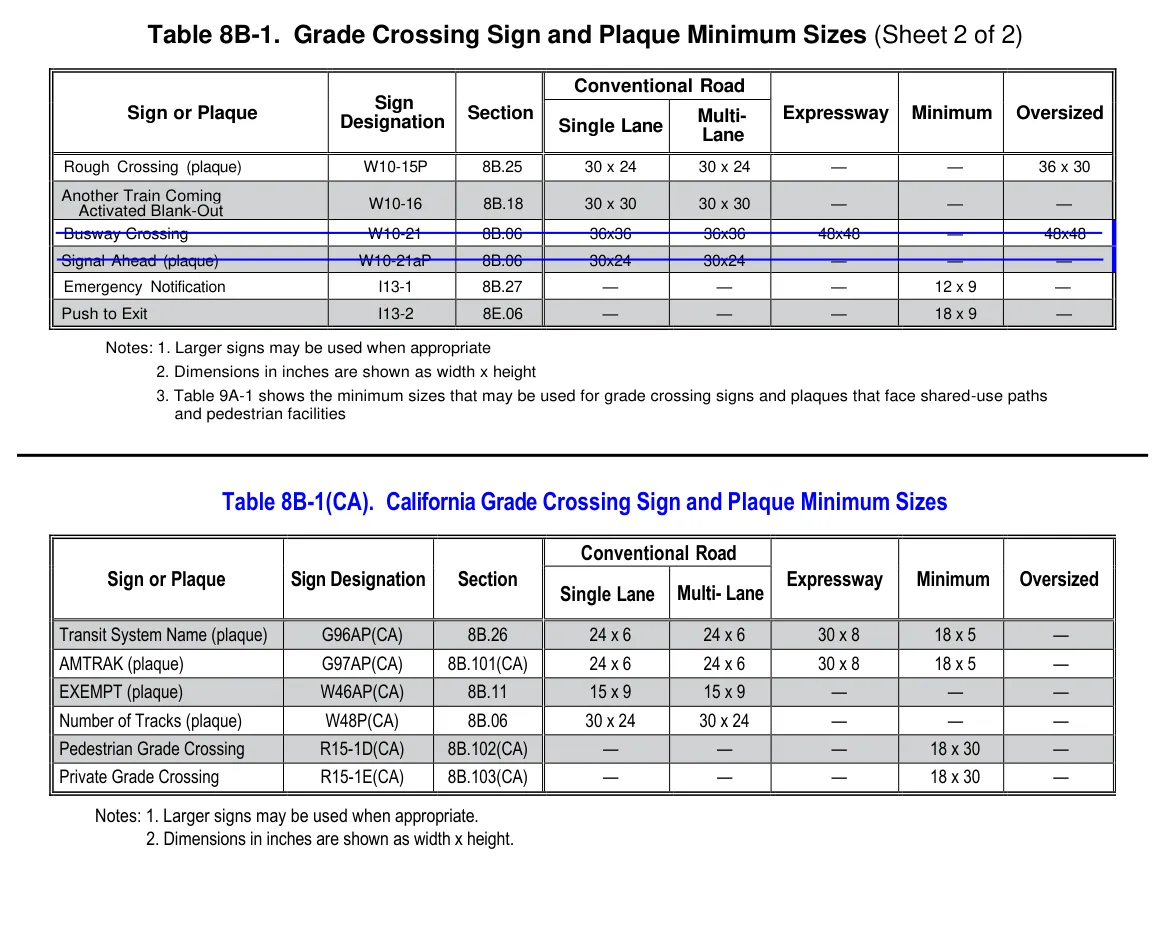 Table 8B-1. Grade Crossing Sign and Plaque Minimum Sizes (Sheet 2 of 2)
Sign or Plaque Sign Designation Section Conventional Road Expressway Minimum Oversized
Single Lane Multi-Lane
Rough Crossing (plaque) W10-15P 8B.25 30 x 24 30 x 24 — — 36 x 30
Another Train Coming
Activated Blank-Out W10-16 8B.18 30 x 30 30 x 30 — — —
Busway Crossing W10-21 8B.06 36x36 36x36 48x48 — 48x48
Signal Ahead (plaque) W10-21aP 8B.06 30x24 30x24 — — —
Emergency Notification I13-1 8B.27 — — — 12 x 9 —
Push to Exit I13-2 8E.06 — — — 18 x 9 —
Notes: 1. Larger signs may be used when appropriate
2. Dimensions in inches are shown as width x height
3. Table 9A-1 shows the minimum sizes that may be used for grade crossing signs and plaques that face shared-use paths
and pedestrian facilities
Table 8B-1(CA). California Grade Crossing Sign and Plaque Minimum Sizes
Sign or Plaque Sign Designation Section Conventional Road Expressway Minimum Oversized
Single Lane Multi- Lane
Transit System Name (plaque) G96AP(CA) 8B.26 24 x 6 24 x 6 30 x 8 18 x 5 —
AMTRAK (plaque) G97AP(CA) 8B.101(CA) 24 x 6 24 x 6 30 x 8 18 x 5 —
EXEMPT (plaque) W46AP(CA) 8B.11 15 x 9 15 x 9 — — —
Number of Tracks (plaque) W48P(CA) 8B.06 30 x 24 30 x 24 — — —
Pedestrian Grade Crossing R15-1D(CA) 8B.102(CA) — — — 18 x 30 —
Private Grade Crossing R15-1E(CA) 8B.103(CA) — — — 18 x 30 —
Notes: 1. Larger signs may be used when appropriate.
2. Dimensions in inches are shown as width x height.